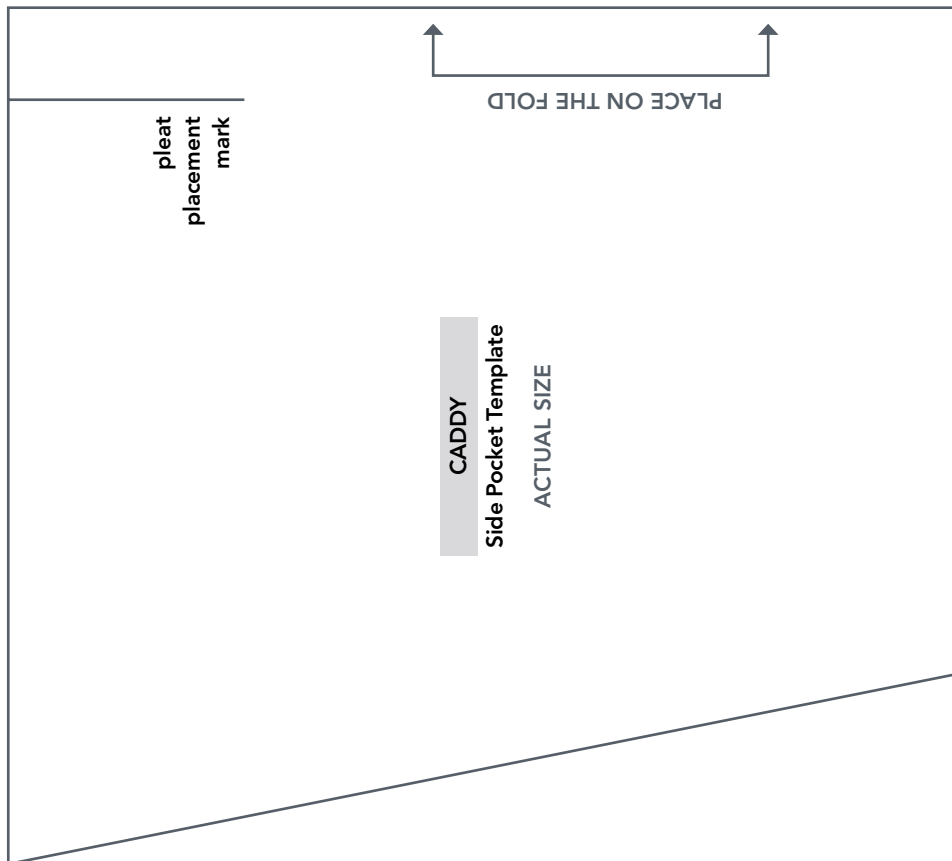 PLACE ON THE FOLD
pleat
placement
mark
CADDY
Side Pocket Template
ACTUAL SIZE